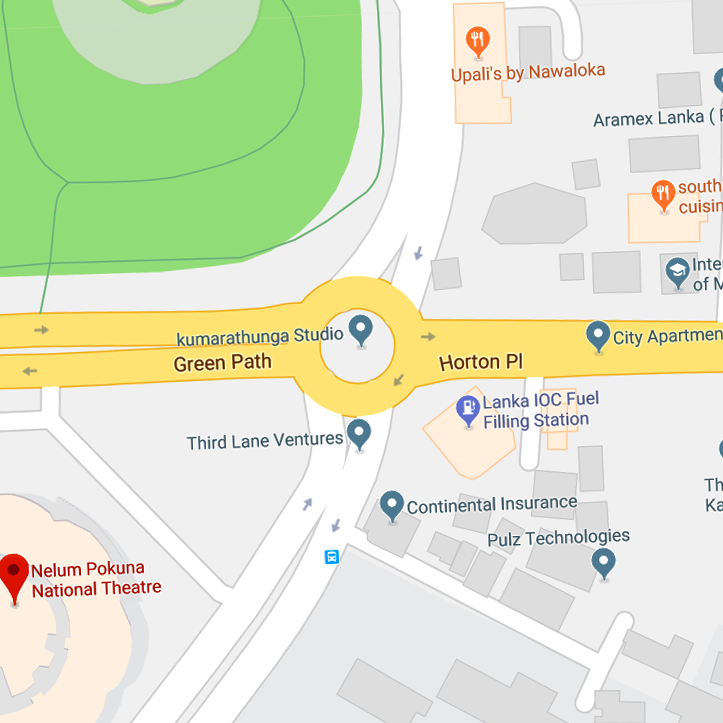 Upali's by Nawaloka
Aramex Lanka (
south
cuisin
Inte
of M
kumarathunga Studio
City Apartmen
Green Path
Horton Pl
Lanka IOC Fuel
Filling Station
Third Lane Ventures
Th
Ka
Continental Insurance
Pulz Technologies
Nelum Pokuna
National Theatre